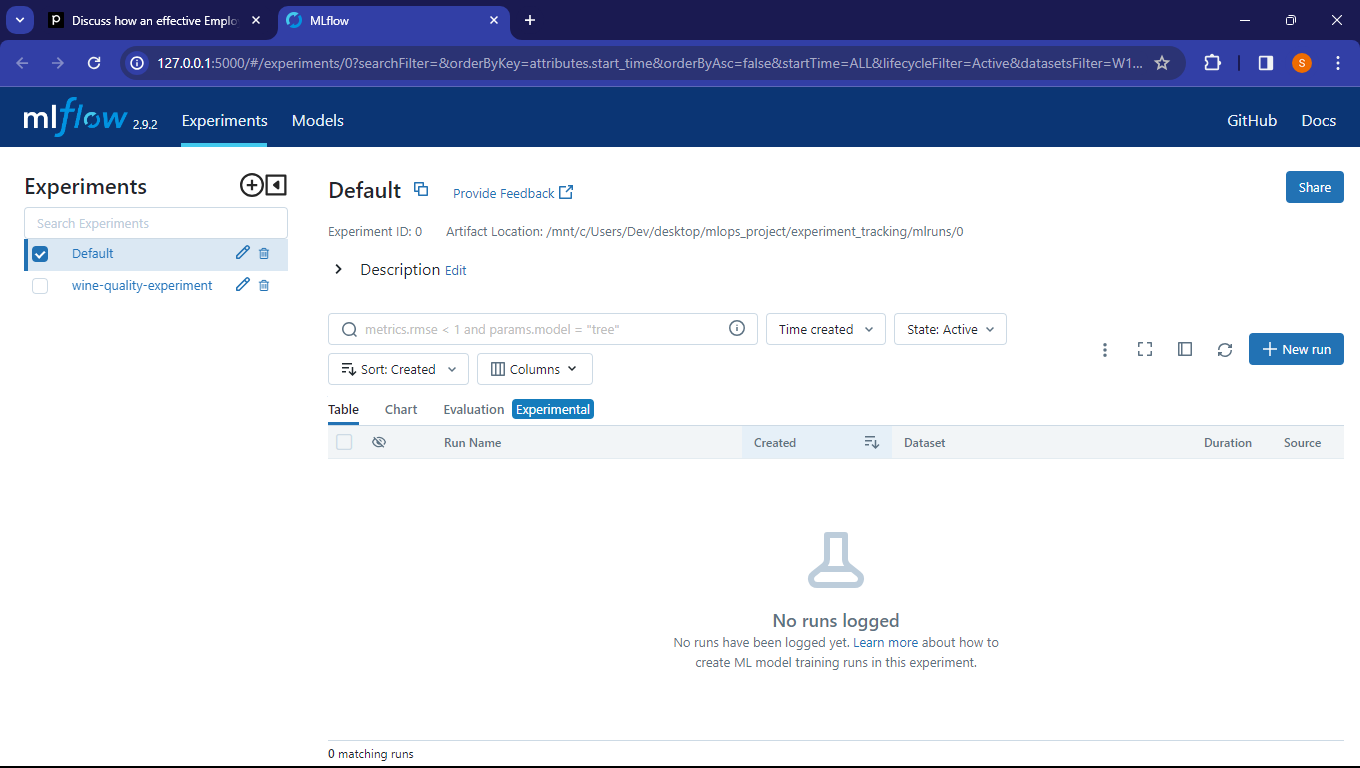 Discuss how an effective Emplo
MLflow
127.0.0.1:5000/#/experiments/0?searchFilter=&orderByKey=attributes.start_time&orderByAsc=false&startTime=ALL&lifecycleFilter=Active&datasetsFilter=W1...
S
mlflow 2.9.2 Experiments Models GitHub Docs
Experiments
Search Experiments
Default
wine-quality-experiment
Default Provide Feedback Share
Experiment ID: 0 Artifact Location: /mnt/c/Users/Dev/desktop/mlops_project/experiment_tracking/mlruns/0
Description Edit
metrics.rmse < 1 and params.model = "tree" Time created State: Active
Sort: Created Columns New run
Table Chart Evaluation Experimental
Run Name Created Dataset Duration Source
No runs logged
No runs have been logged yet. Learn more about how to
create ML model training runs in this experiment.
0 matching runs